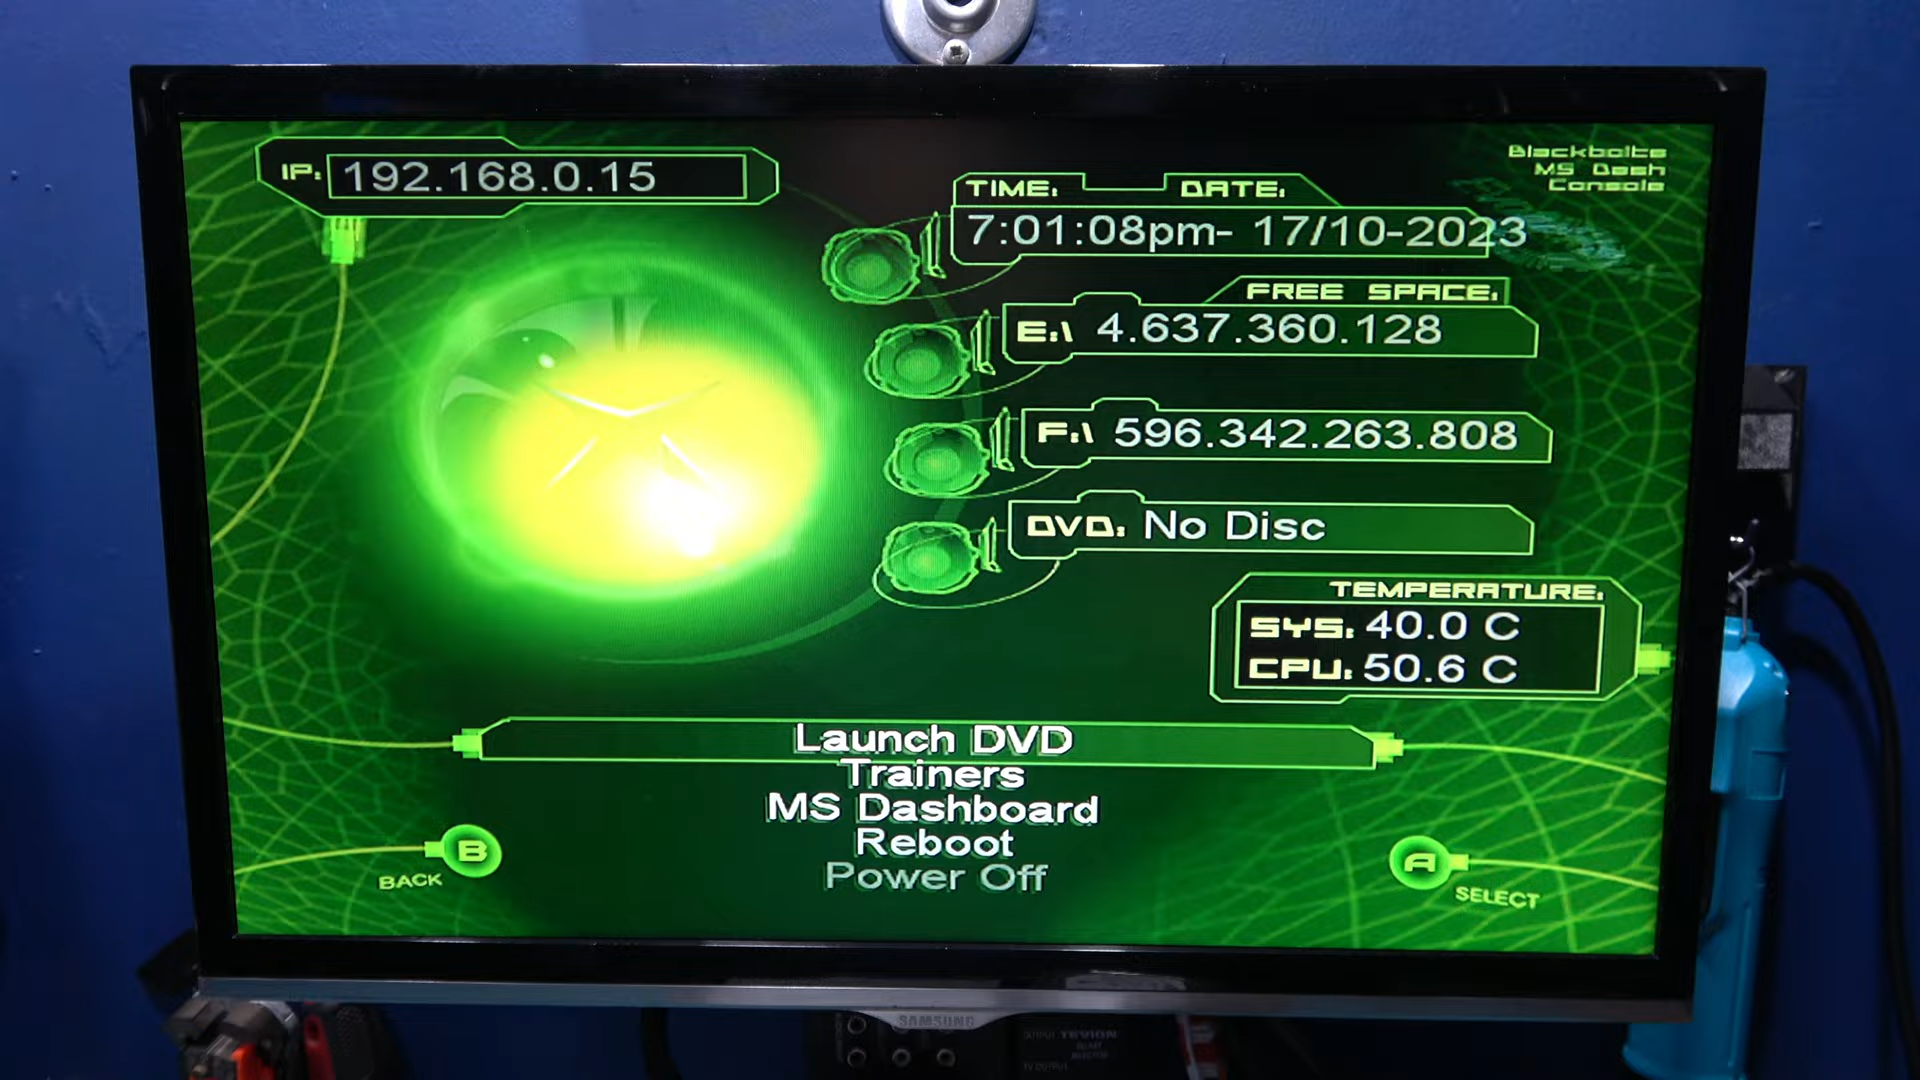 IP: 192.168.0.15
Blackbolts
MS Dash
Console
TIME: DATE:
7:01:08pm- 17/10-2023
FREE SPACE:
E:\ 4.637.360.128
F:\ 596.342.263.808
DVD: No Disc
TEMPERATURE:
SYS: 40.0 C
CPU: 50.6 C
Launch DVD
Trainers
MS Dashboard
Reboot
Power Off
B
BACK
A
SELECT
SAMSUNG
TEVION